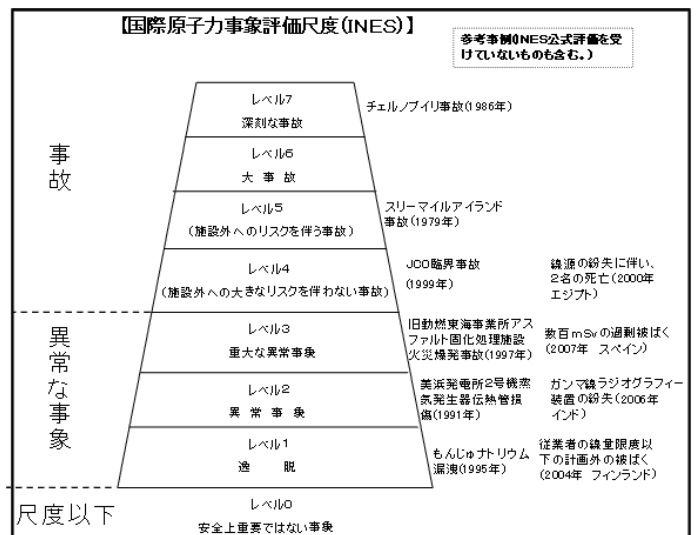 【国際原子力事象評価尺度(INES)】
参考事例(INES公式評価を受
けていないものも含む。)
事故
レベル7
深刻な事故
チェルノブイリ事故(1986年)
レベル6
大 事 故
レベル5
(施設外へのリスクを伴う事故)
スリーマイルアイランド
事故(1979年)
レベル4
(施設外への大きなリスクを伴わない事故)
JCO臨界事故
(1999年)
線源の紛失に伴い、
2名の死亡(2000年
エジプト)
異常な事象
レベル3
重大な異常事象
旧動燃東海事業所アス
ファルト固化処理施設
火災爆発事故(1997年)
数百mSvの過剰被ばく
(2007年 スペイン)
レベル2
異 常 事 象
美浜発電所2号機蒸
気発生器伝熱管損
傷(1991年)
ガンマ線ラジオグラフィー
装置の紛失(2006年
インド)
レベル1
逸 脱
もんじゅナトリウム
漏洩(1995年)
従業者の線量限度以
下の計画外の被ばく
(2004年 フィンランド)
尺度以下
レベル0
安全上重要ではない事象